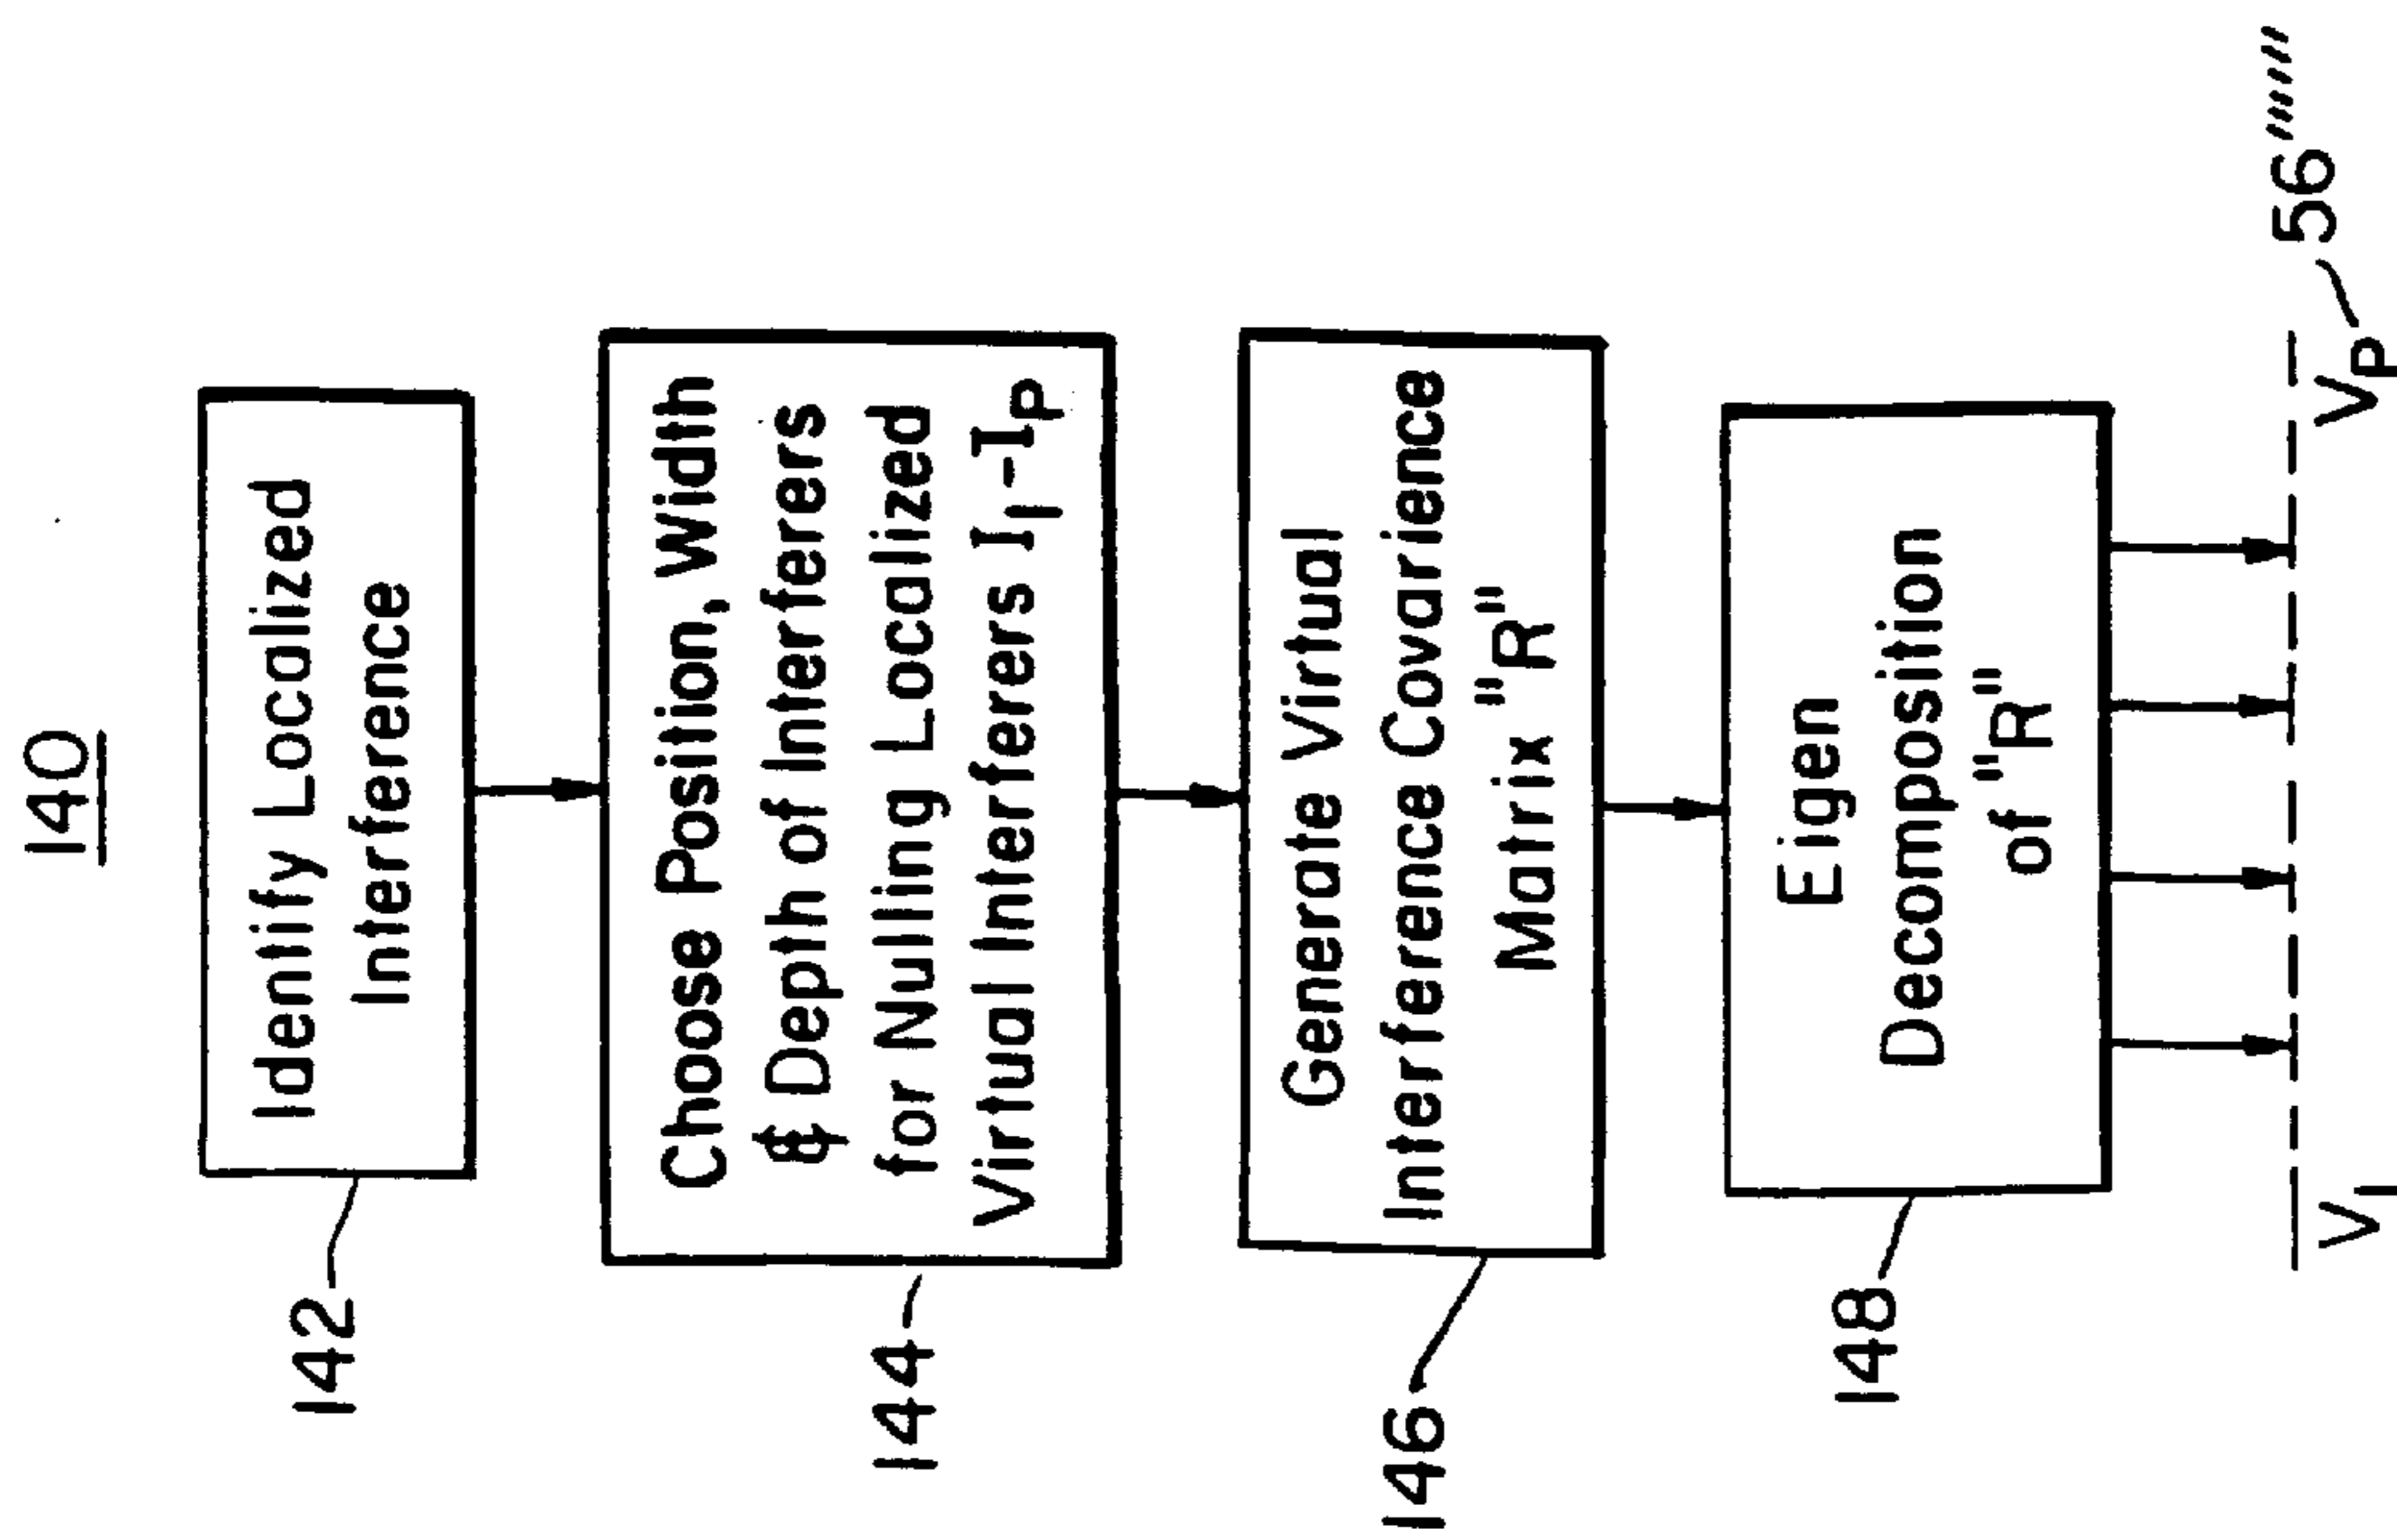 140
142
Identify Localized
Interference
144
Choose Position, Width
& Depth of Interferers
for Nulling Localized
Virtual Interferers I₁-Iₚ
146
Generate Virtual
Interference Covarience
Matrix "R"
148
Eigen
Decomposition
of "R"
56''''''
V₁ Vₚ